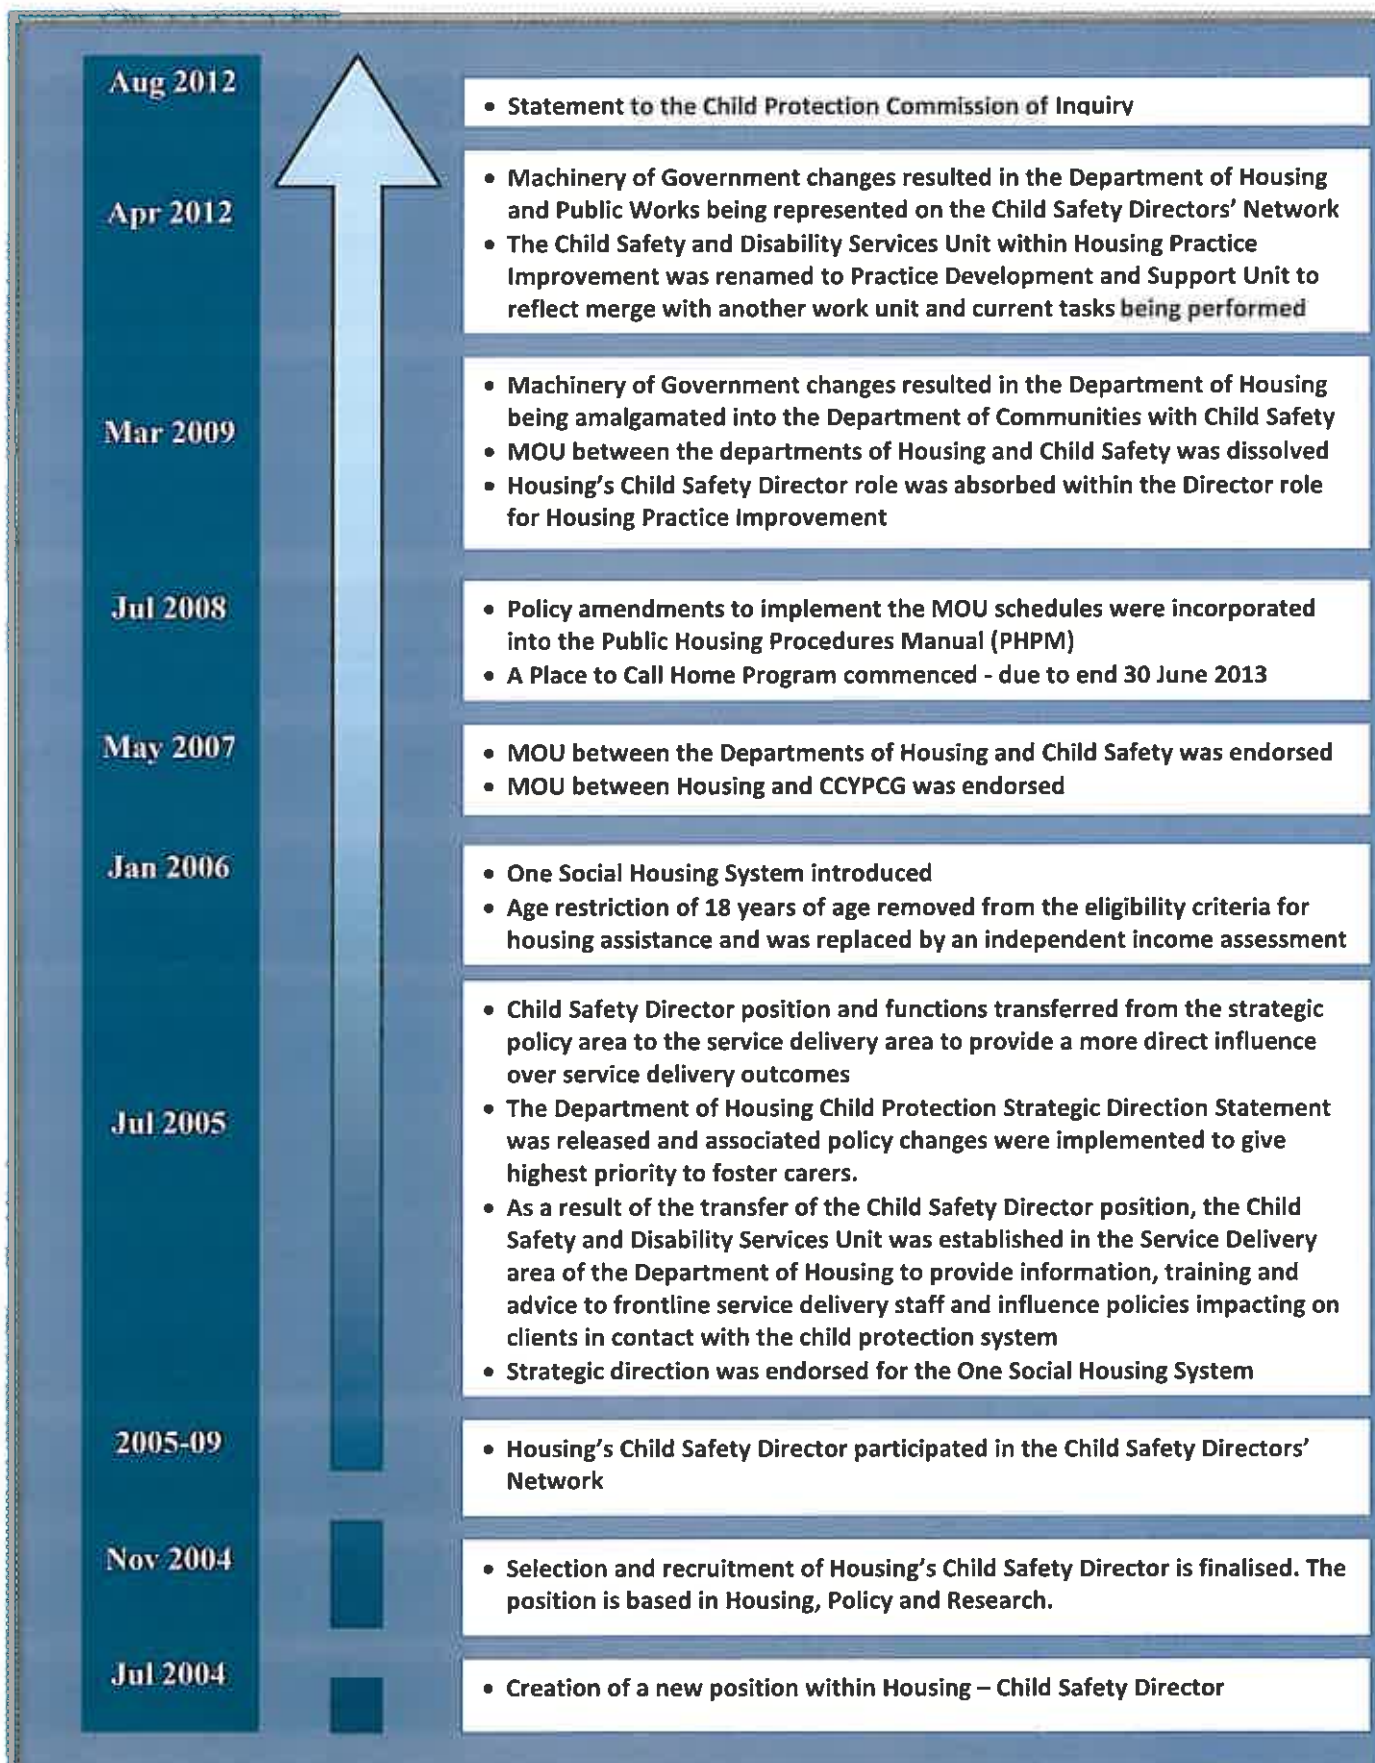 Aug 2012
• Statement to the Child Protection Commission of Inquiry
Apr 2012
• Machinery of Government changes resulted in the Department of Housing
and Public Works being represented on the Child Safety Directors' Network
• The Child Safety and Disability Services Unit within Housing Practice
Improvement was renamed to Practice Development and Support Unit to
reflect merge with another work unit and current tasks being performed
Mar 2009
• Machinery of Government changes resulted in the Department of Housing
being amalgamated into the Department of Communities with Child Safety
• MOU between the departments of Housing and Child Safety was dissolved
• Housing's Child Safety Director role was absorbed within the Director role
for Housing Practice Improvement
Jul 2008
• Policy amendments to implement the MOU schedules were incorporated
into the Public Housing Procedures Manual (PHPM)
• A Place to Call Home Program commenced - due to end 30 June 2013
May 2007
• MOU between the Departments of Housing and Child Safety was endorsed
• MOU between Housing and CCYPCG was endorsed
Jan 2006
• One Social Housing System introduced
• Age restriction of 18 years of age removed from the eligibility criteria for
housing assistance and was replaced by an independent income assessment
Jul 2005
• Child Safety Director position and functions transferred from the strategic
policy area to the service delivery area to provide a more direct influence
over service delivery outcomes
• The Department of Housing Child Protection Strategic Direction Statement
was released and associated policy changes were implemented to give
highest priority to foster carers.
• As a result of the transfer of the Child Safety Director position, the Child
Safety and Disability Services Unit was established in the Service Delivery
area of the Department of Housing to provide information, training and
advice to frontline service delivery staff and influence policies impacting on
clients in contact with the child protection system
• Strategic direction was endorsed for the One Social Housing System
2005-09
• Housing's Child Safety Director participated in the Child Safety Directors'
Network
Nov 2004
• Selection and recruitment of Housing's Child Safety Director is finalised. The
position is based in Housing, Policy and Research.
Jul 2004
• Creation of a new position within Housing – Child Safety Director